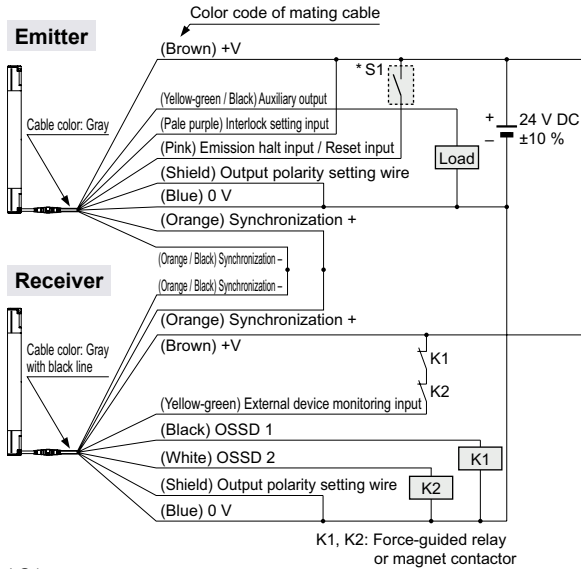 Color code of mating cable
Emitter
(Brown) +V
* S1
(Yellow-green / Black) Auxiliary output
Cable color: Gray
(Pale purple) Interlock setting input
+
–
24 V DC
±10 %
(Pink) Emission halt input / Reset input
Load
(Shield) Output polarity setting wire
(Blue) 0 V
(Orange) Synchronization +
(Orange / Black) Synchronization –
Receiver
(Orange / Black) Synchronization –
(Orange) Synchronization +
(Brown) +V
Cable color: Gray
with black line
K1
K2
(Yellow-green) External device monitoring input
(Black) OSSD 1
K1
(White) OSSD 2
K2
(Shield) Output polarity setting wire
(Blue) 0 V
K1, K2: Force-guided relay
or magnet contactor